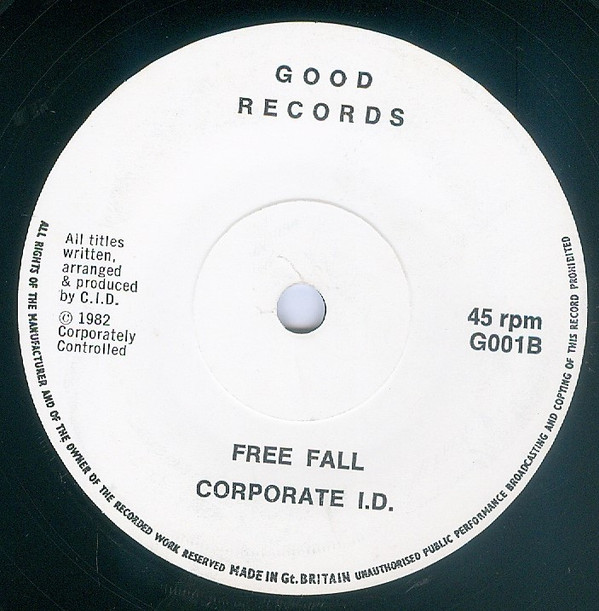 GOOD
RECORDS
All titles
written,
arranged
& produced
by C.I.D.
© 1982
Corporately
Controlled
45 rpm
G001B
FREE FALL
CORPORATE I.D.
ALL RIGHTS OF THE MANUFACTURER AND OF THE OWNER OF THE RECORDED WORK RESERVED MADE IN Gt. BRITAIN UNAUTHORISED PUBLIC PERFORMANCE BROADCASTING AND COPYING OF THIS RECORD PROHIBITED